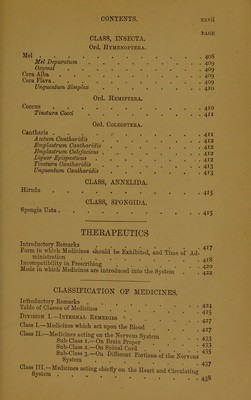 CONTENTS. xxvii
PAGE
CLASS, INSECTA.
Ord. Hymenoptera.
Mel . . . . . . . . 408
Mel Depuratum . . . . . . 409
Oxymel . . . . . . 409
Cera Alba . . . . . . . 409
Cera Flava . . . . . . . 409
Unguentum Simplex . . . . . . 410
Ord. Hemiptera.
Coccus . . . . . . . 410
Tinctura Cocci . . . . . . 411
Ord. Coleoptera.
Cantharis . . . . . . . 411
Acetum Cantharidis . . . . . . 412
Emplastrum Cantharidis . . . . . . 412
Emplastrum Calefaciens . . . . . . 412
Liquor Epispasticus . . . . . . 412
Tinctura Cantharidis . . . . . . 413
Unguentum Cantharidis . . . . . . 413
CLASS, ANNELIDA.
Hirudo . . . . . . . 415
CLASS, SPONGIDA.
Spongia Usta . . . . . . . 415
THERAPEUTICS
Introductory Remarks . . . . . . 417
Form in which Medicines should be Exhibited, and Time of Ad-
ministration . . . . . . 418
Incompatibility in Prescribing . . . . . . 420
Mode in which Medicines are introduced into the System . . 422
CLASSIFICATION OF MEDICINES.
Introductory Remarks . . . . . . 424
Table of Classes of Medicines . . . . . . 425
Division I.—Internal Remedies . . . . . . 427
Class I.—Medicines which act upon the Blood . . . . 427
Class II.—Medicines acting on the Nervous System . . . 433
Sub-Class 1.—On Brain Proper . . . . 433
Sub-Class 2.—On Spinal Cord . . . . 435
Sub-Class 3.—On Different Portions of the Nervous
System . . . . . . 437
Class III.—Medicines acting chiefly on the Heart and Circulating
System . . . . . . 438